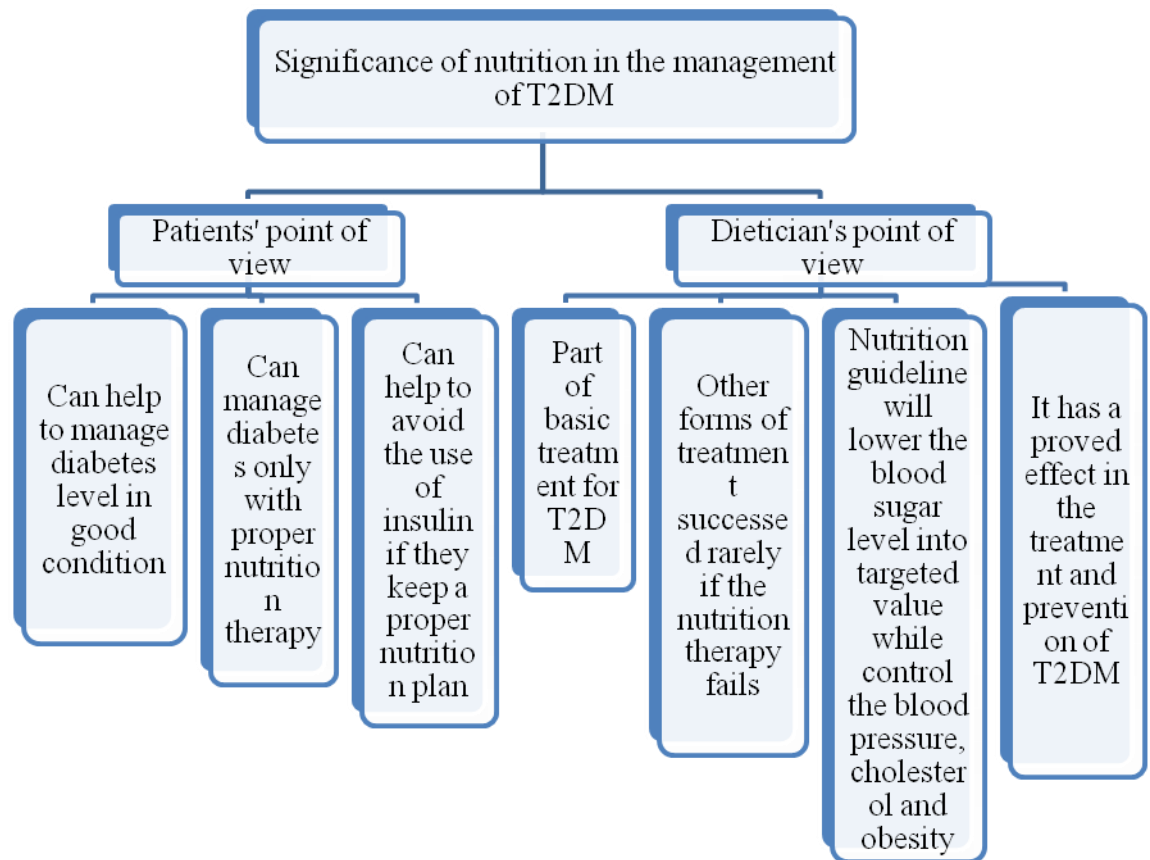 Significance of nutrition in the management
of T2DM
Patients' point of
view
Dietician's point of
view
Can help
to manage
diabetes
level in
good
condition
Can
manage
diabete
s only
with
proper
nutritio
n
therapy
Can
help to
avoid
the use
of
insulin
if they
keep a
proper
nutritio
n plan
Part
of
basic
treatm
ent for
T2D
M
Other
forms of
treatmen
t
successe
d rarely
if the
nutrition
therapy
fails
Nutrition
guideline
will
lower the
blood
sugar
level into
targeted
value
while
control
the blood
pressure,
cholester
ol and
obesity
It has a
proved
effect in
the
treatme
nt and
preventi
on of
T2DM